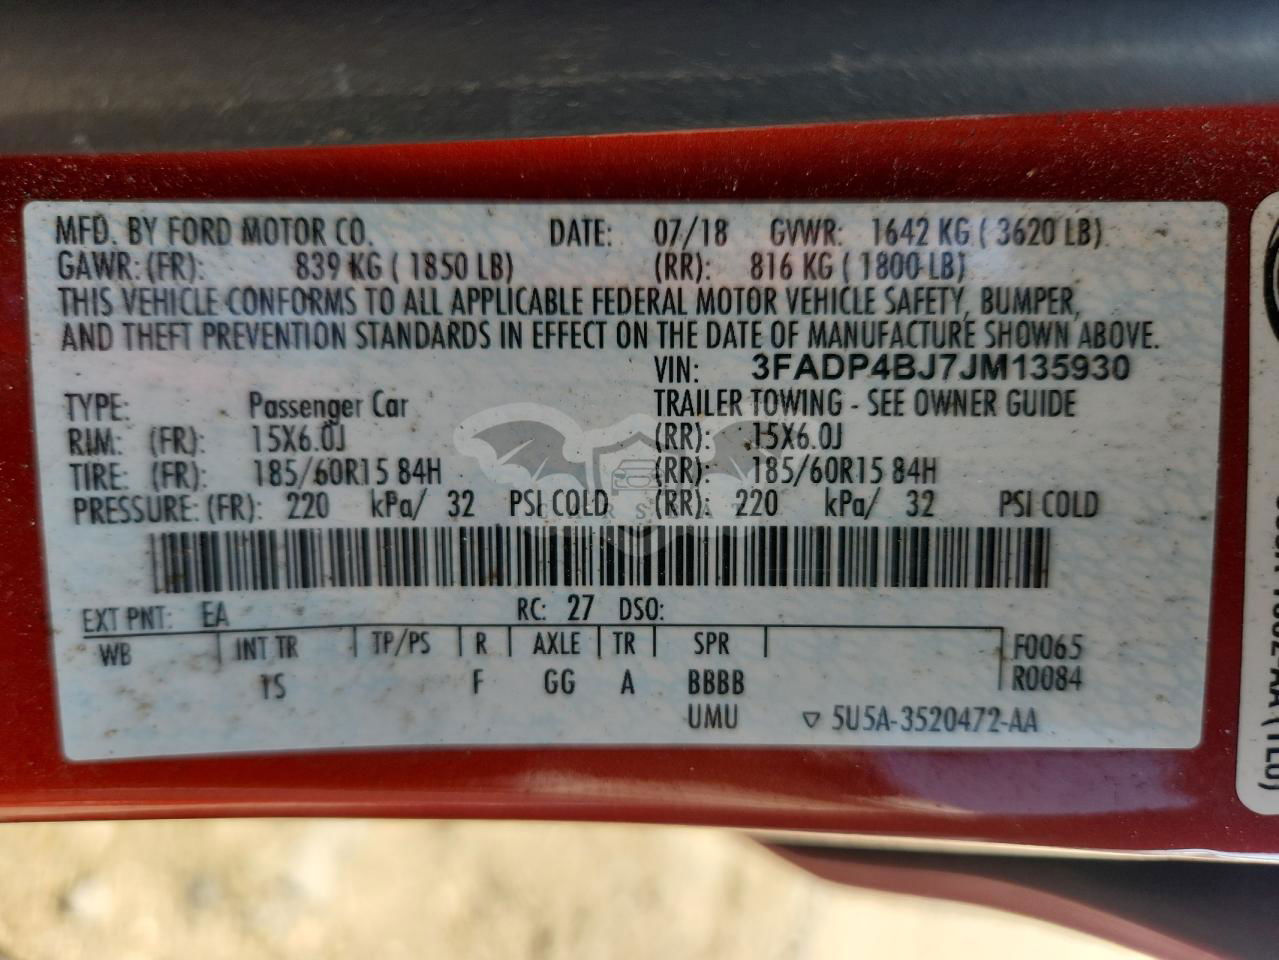 MFD. BY FORD MOTOR CO. DATE: 07/18 GVWR: 1642 KG ( 3620 LB)
GAWR: (FR): 839 KG ( 1850 LB) (RR): 816 KG ( 1800 LB)
THIS VEHICLE CONFORMS TO ALL APPLICABLE FEDERAL MOTOR VEHICLE SAFETY, BUMPER,
AND THEFT PREVENTION STANDARDS IN EFFECT ON THE DATE OF MANUFACTURE SHOWN ABOVE.
VIN: 3FADP4BJ7JM135930
TYPE: Passenger Car TRAILER TOWING - SEE OWNER GUIDE
RIM: (FR): 15X6.0J (RR): 15X6.0J
TIRE: (FR): 185/60R15 84H (RR): 185/60R15 84H
PRESSURE: (FR): 220 kPa/ 32 PSI COLD (RR): 220 kPa/ 32 PSI COLD
EXT PNT: EA RC: 27 DSO:
WB INT TR TP/PS R AXLE TR SPR F0065
TS F GG A BBBB R0084
UMU ▽ 5U5A-3520472-AA